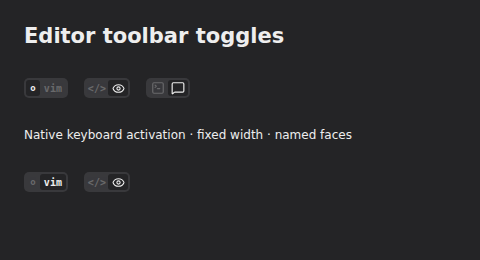 Editor toolbar toggles
o vim </>
Native keyboard activation · fixed width · named faces
o vim </>